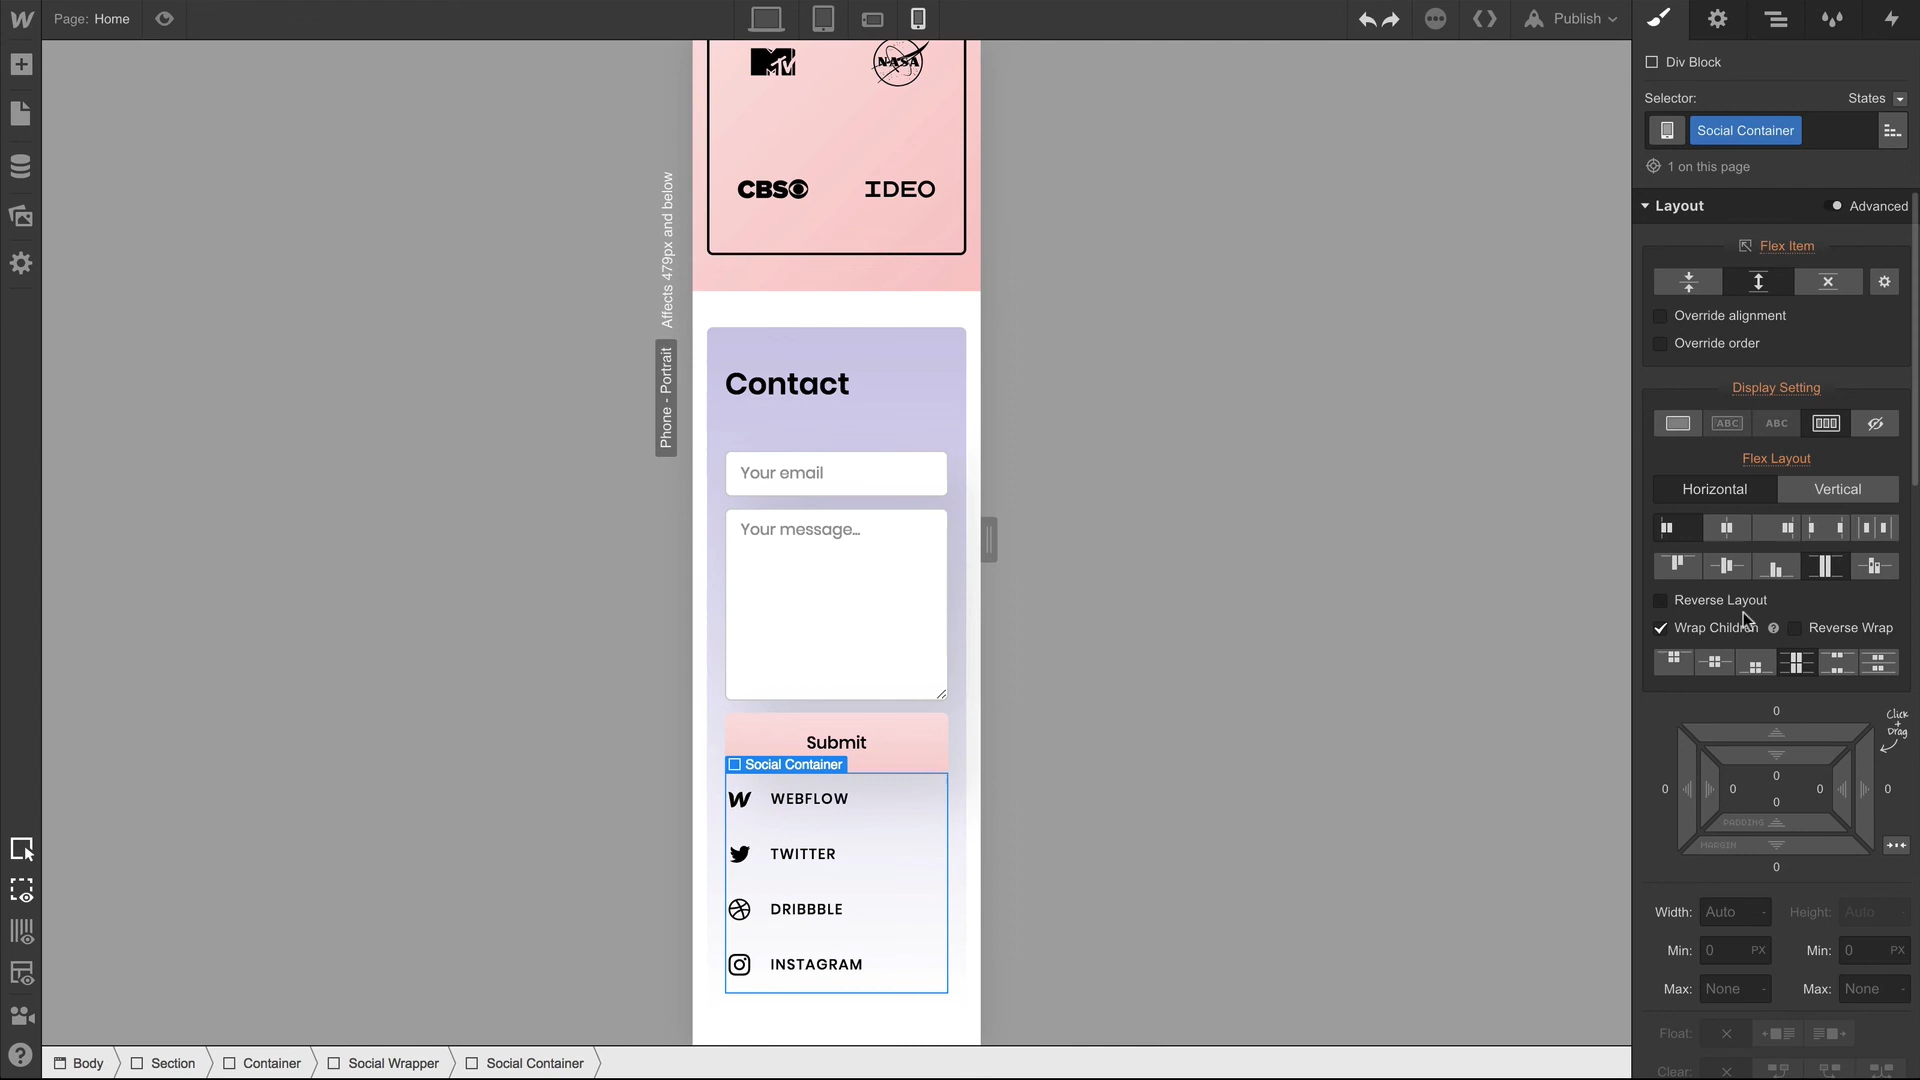 Page: Home
Publish
MTV
NASA
CBS
IDEO
Affects 479px and below
Phone - Portrait
Contact
Your email
Your message...
Submit
Social Container
WEBFLOW
TWITTER
DRIBBBLE
INSTAGRAM
Body
Section
Container
Social Wrapper
Social Container
Div Block
Selector:
States
Social Container
1 on this page
Layout
Advanced
Flex Item
Override alignment
Override order
Display Setting
ABC
ABC
Flex Layout
Horizontal
Vertical
Reverse Layout
Wrap Children
Reverse Wrap
0
Click
+
Drag
0
0
0
0
0
0
PADDING
MARGIN
0
Width: Auto -
Height: Auto -
Min: 0 PX
Min: 0 PX
Max: None -
Max: None -
Float:
Clear: